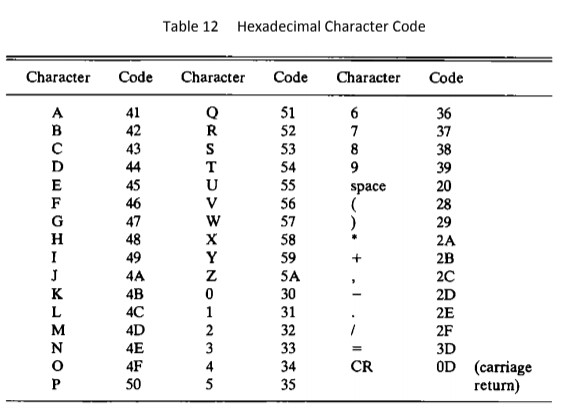 Table 12 Hexadecimal Character Code
Character Code Character Code Character Code
A 41 Q 51 6 36
B 42 R 52 7 37
C 43 S 53 8 38
D 44 T 54 9 39
E 45 U 55 space 20
F 46 V 56 ( 28
G 47 W 57 ) 29
H 48 X 58 * 2A
I 49 Y 59 + 2B
J 4A Z 5A , 2C
K 4B 0 30 − 2D
L 4C 1 31 . 2E
M 4D 2 32 / 2F
N 4E 3 33 = 3D
O 4F 4 34 CR 0D (carriage
P 50 5 35 return)